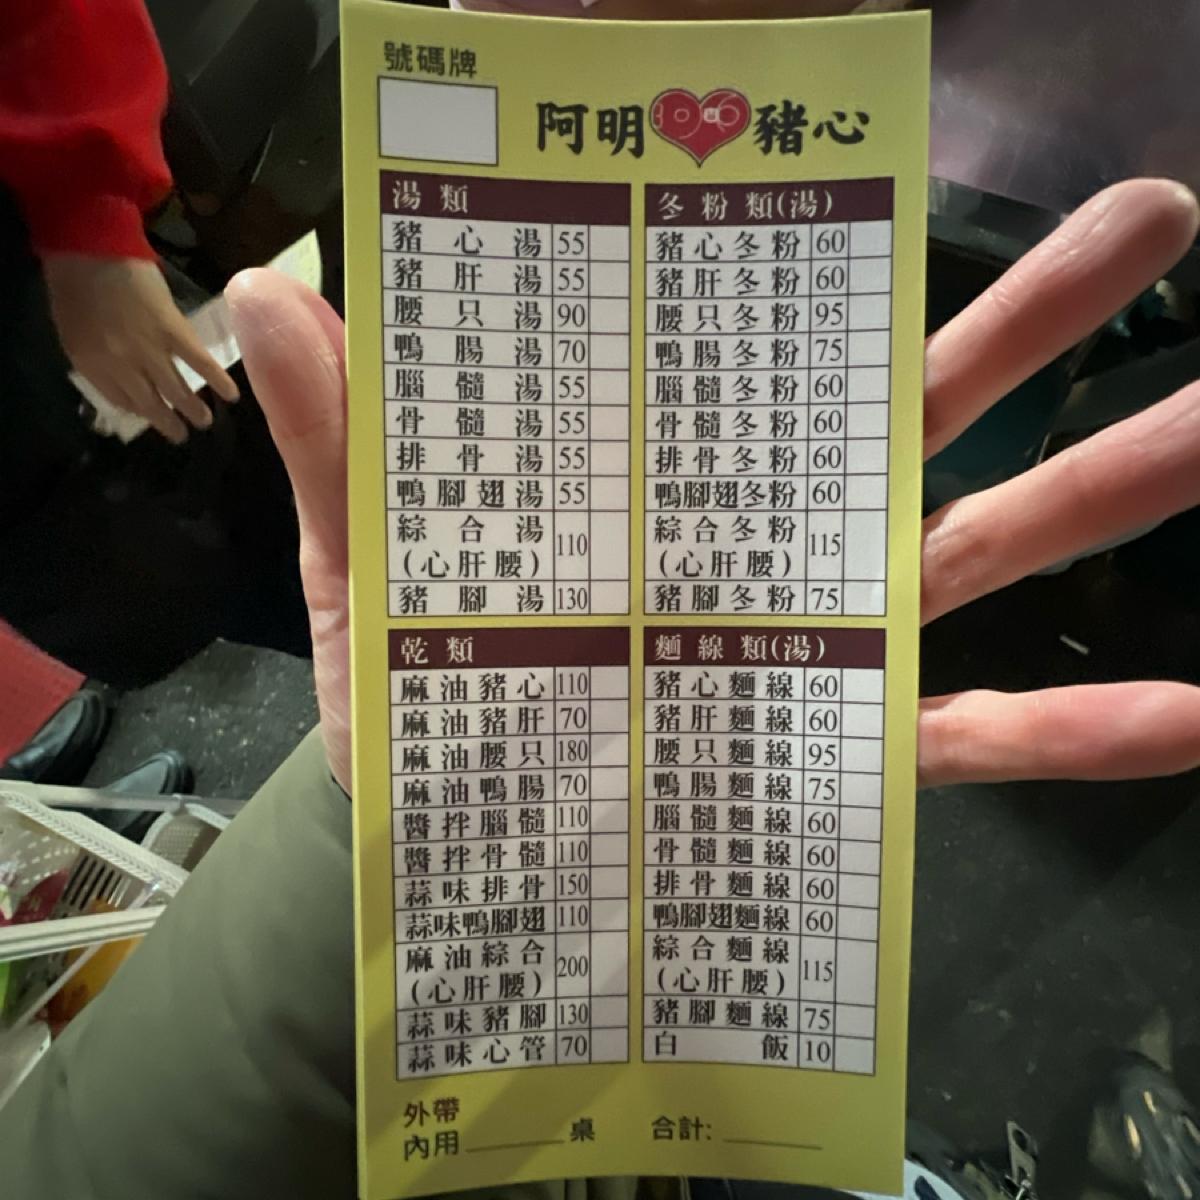 號碼牌
阿明豬心
湯類
豬心湯 55
豬肝湯 55
腰只湯 90
鴨腸湯 70
腦髓湯 55
骨髓湯 55
排骨湯 55
鴨腳翅湯 55
綜合湯
(心肝腰) 110
豬腳湯 130
冬粉類(湯)
豬心冬粉 60
豬肝冬粉 60
腰只冬粉 95
鴨腸冬粉 75
腦髓冬粉 60
骨髓冬粉 60
排骨冬粉 60
鴨腳翅冬粉 60
綜合冬粉
(心肝腰) 115
豬腳冬粉 75
乾類
麻油豬心 110
麻油豬肝 70
麻油腰只 180
麻油鴨腸 70
醬拌腦髓 110
醬拌骨髓 110
蒜味排骨 150
蒜味鴨腳翅 110
麻油綜合
(心肝腰) 200
蒜味豬腳 130
蒜味心管 70
麵線類(湯)
豬心麵線 60
豬肝麵線 60
腰只麵線 95
鴨腸麵線 75
腦髓麵線 60
骨髓麵線 60
排骨麵線 60
鴨腳翅麵線 60
綜合麵線
(心肝腰) 115
豬腳麵線 75
白飯 10
外帶
內用______桌 合計:______